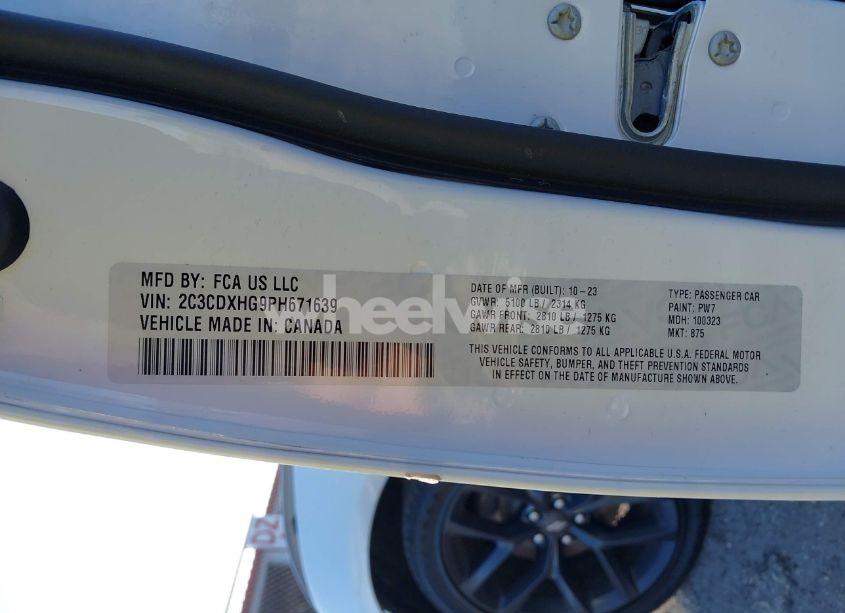 MFD BY: FCA US LLC
VIN: 2C3CDXHG9PH671639
VEHICLE MADE IN: CANADA
DATE OF MFR (BUILT): 10-23
GVWR: 5100 LB / 2314 KG
GAWR FRONT: 2810 LB / 1275 KG
GAWR REAR: 2810 LB / 1275 KG
TYPE: PASSENGER CAR
PAINT: PW7
MDH: 100323
MKT: 875
THIS VEHICLE CONFORMS TO ALL APPLICABLE U.S.A. FEDERAL MOTOR
VEHICLE SAFETY, BUMPER, AND THEFT PREVENTION STANDARDS
IN EFFECT ON THE DATE OF MANUFACTURE SHOWN ABOVE.